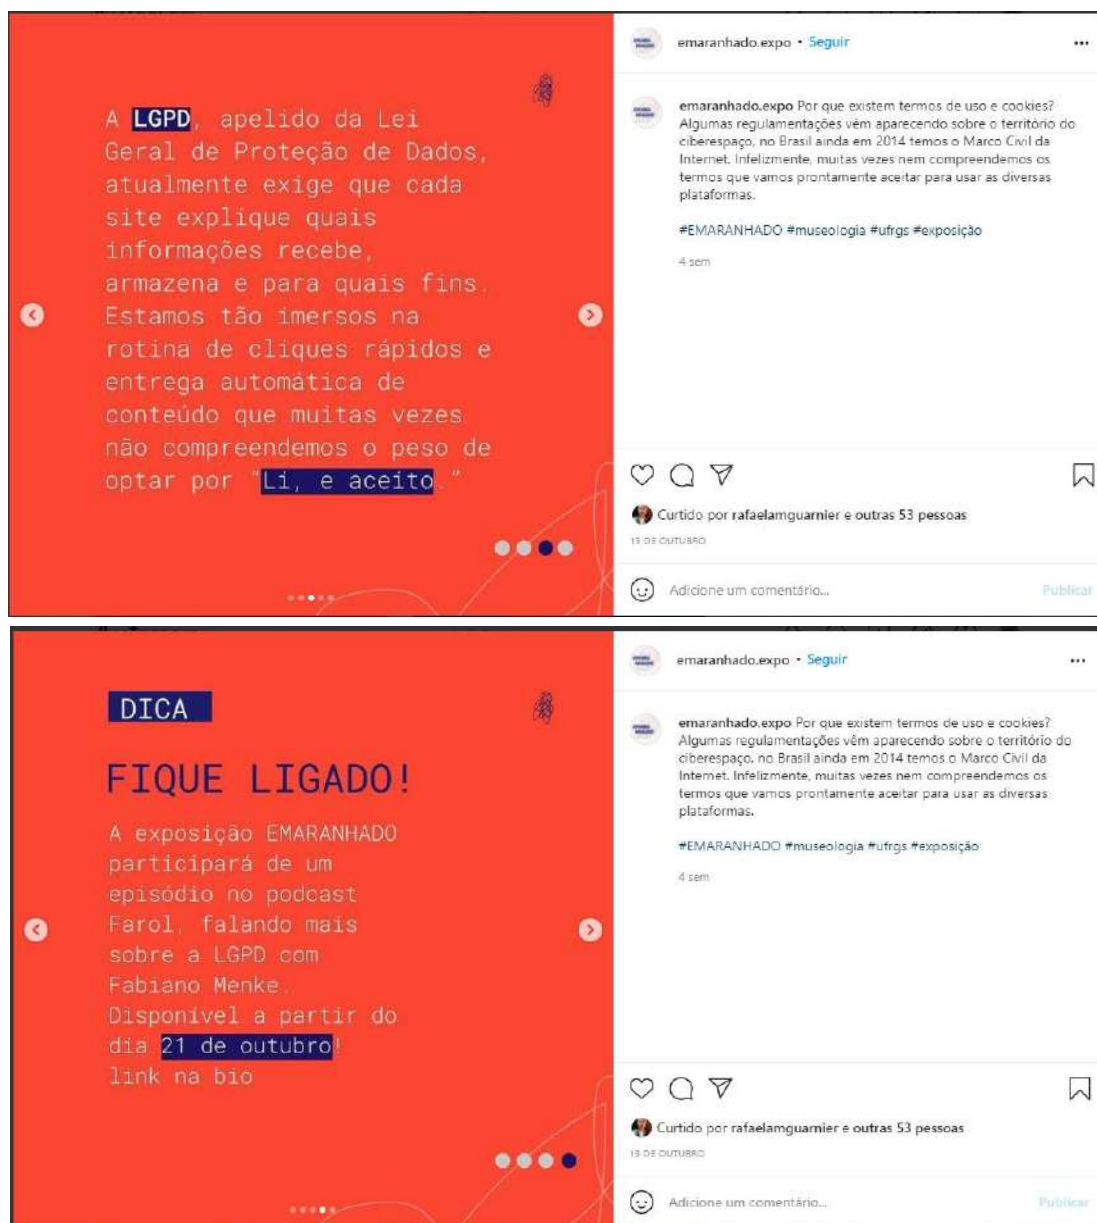 A LGPD, apelido da Lei
Geral de Proteção de Dados,
atualmente exige que cada
site explique quais
informações recebe,
armazena e para quais fins.
Estamos tão imersos na
rotina de cliques rápidos e
entrega automática de
conteúdo que muitas vezes
não compreendemos o peso de
optar por "Li, e aceito."
emaranhado.expo • Seguir
emaranhado.expo Por que existem termos de uso e cookies?
Algumas regulamentações vêm aparecendo sobre o território do
ciberespaço, no Brasil ainda em 2014 temos o Marco Civil da
Internet. Infelizmente, muitas vezes nem compreendemos os
termos que vamos prontamente aceitar para usar as diversas
plataformas.
#EMARANHADO #museologia #ufrgs #exposição
4 sem
Curtido por rafaelamguarnier e outras 53 pessoas
13 DE OUTUBRO
Adicione um comentário...
Publicar
DICA
FIQUE LIGADO!
A exposição EMARANHADO
participará de um
episódio no podcast
Farol, falando mais
sobre a LGPD com
Fabiano Menke.
Disponível a partir do
dia 21 de outubro!
link na bio
emaranhado.expo • Seguir
emaranhado.expo Por que existem termos de uso e cookies?
Algumas regulamentações vêm aparecendo sobre o território do
ciberespaço, no Brasil ainda em 2014 temos o Marco Civil da
Internet. Infelizmente, muitas vezes nem compreendemos os
termos que vamos prontamente aceitar para usar as diversas
plataformas.
#EMARANHADO #museologia #ufrgs #exposição
4 sem
Curtido por rafaelamguarnier e outras 53 pessoas
13 DE OUTUBRO
Adicione um comentário...
Publicar